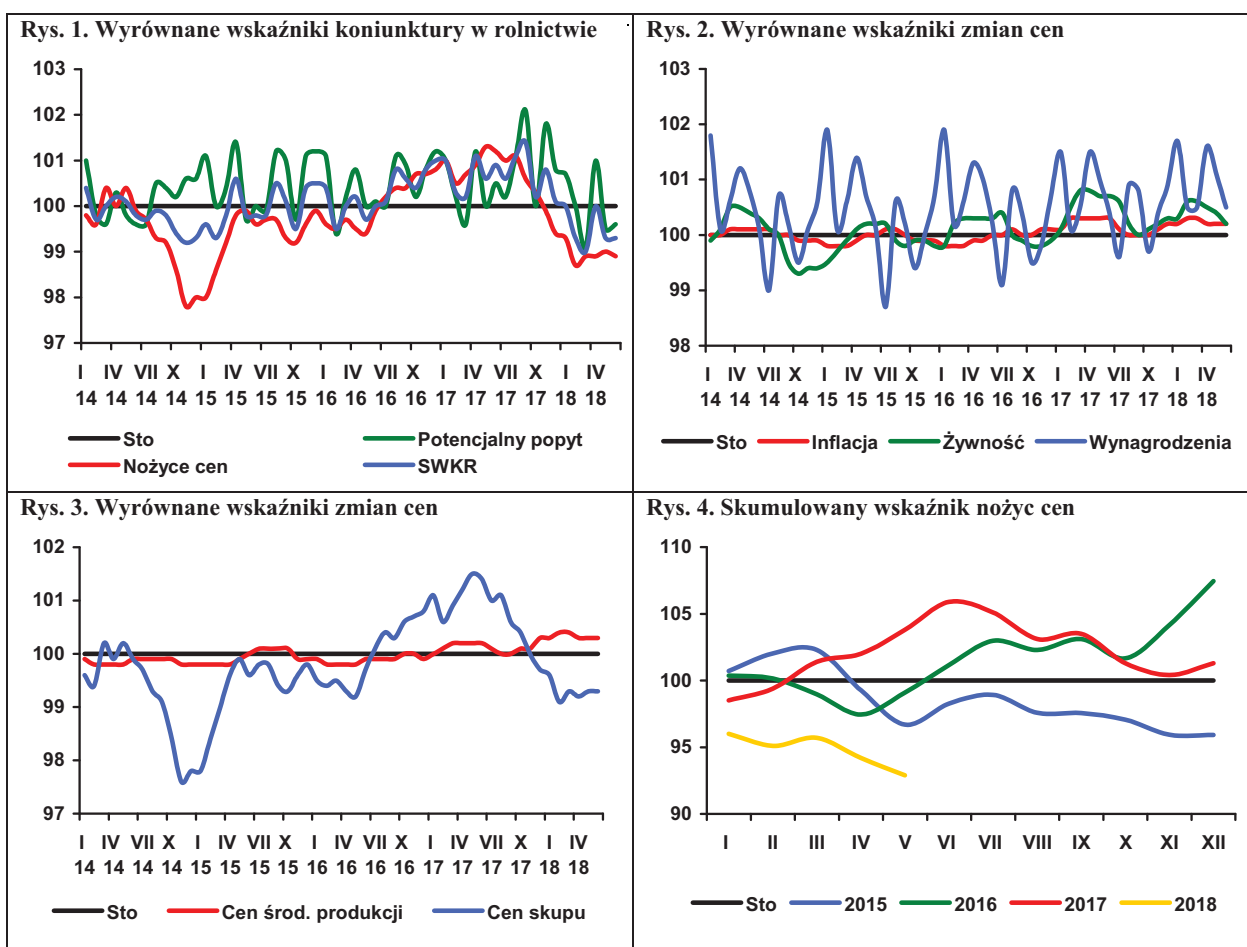 Rys. 1. Wyrównane wskaźniki koniunktury w rolnictwie
103
102
101
100
99
98
97
I IV VII X I IV VII X I IV VII X I IV VII X I IV
14 14 14 14 15 15 15 15 16 16 16 16 17 17 17 17 18 18
Sto Potencjalny popyt
Nożyce cen SWKR
Rys. 2. Wyrównane wskaźniki zmian cen
103
102
101
100
99
98
I IV VII X I IV VII X I IV VII X I IV VII X I IV
14 14 14 14 15 15 15 15 16 16 16 16 17 17 17 17 18 18
Sto Inflacja Żywność Wynagrodzenia
Rys. 3. Wyrównane wskaźniki zmian cen
102
101
100
99
98
97
I IV VII X I IV VII X I IV VII X I IV VII X I IV
14 14 14 14 15 15 15 15 16 16 16 16 17 17 17 17 18 18
Sto Cen środ. produkcji Cen skupu
Rys. 4. Skumulowany wskaźnik nożyc cen
110
105
100
95
90
I II III IV V VI VII VIII IX X XI XII
Sto 2015 2016 2017 2018